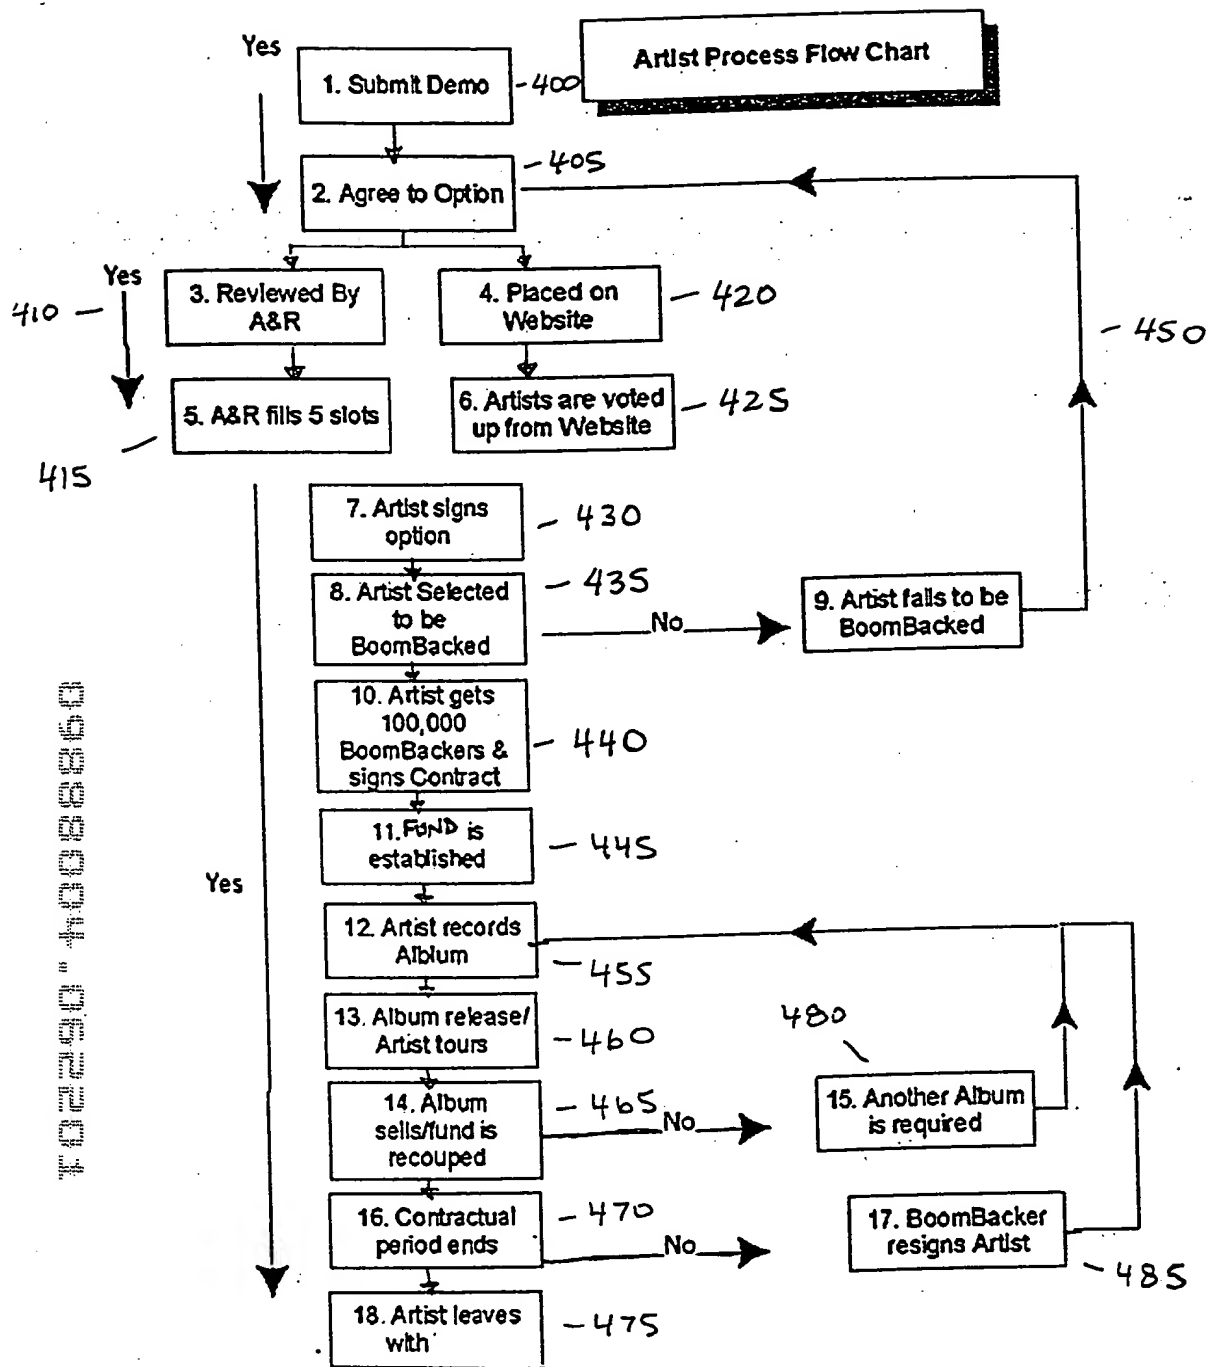 Yes
Artist Process Flow Chart
1. Submit Demo
400
405
2. Agree to Option
Yes
410
3. Reviewed By
A&R
4. Placed on
Website
420
450
5. A&R fills 5 slots
415
6. Artists are voted
up from Website
425
7. Artist signs
option
430
8. Artist Selected
to be
BoomBacked
435
No
9. Artist fails to be
BoomBacked
10. Artist gets
100,000
BoomBackers &
signs Contract
440
11. FUND is
established
445
Yes
12. Artist records
Alblum
455
13. Album release/
Artist tours
460
480
14. Album
sells/fund is
recouped
465
No
15. Another Album
is required
16. Contractual
period ends
470
No
17. BoomBacker
resigns Artist
485
18. Artist leaves
with
475